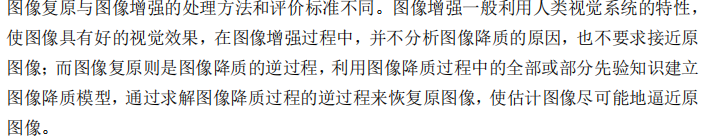 图像复原与图像增强的处理方法和评价标准不同。图像增强一般利用人类视觉系统的特性，
使图像具有好的视觉效果，在图像增强过程中，并不分析图像降质的原因，也不要求接近原
图像；而图像复原则是图像降质的逆过程，利用图像降质过程中的全部或部分先验知识建立
图像降质模型，通过求解图像降质过程的逆过程来恢复原图像，使估计图像尽可能地逼近原
图像。